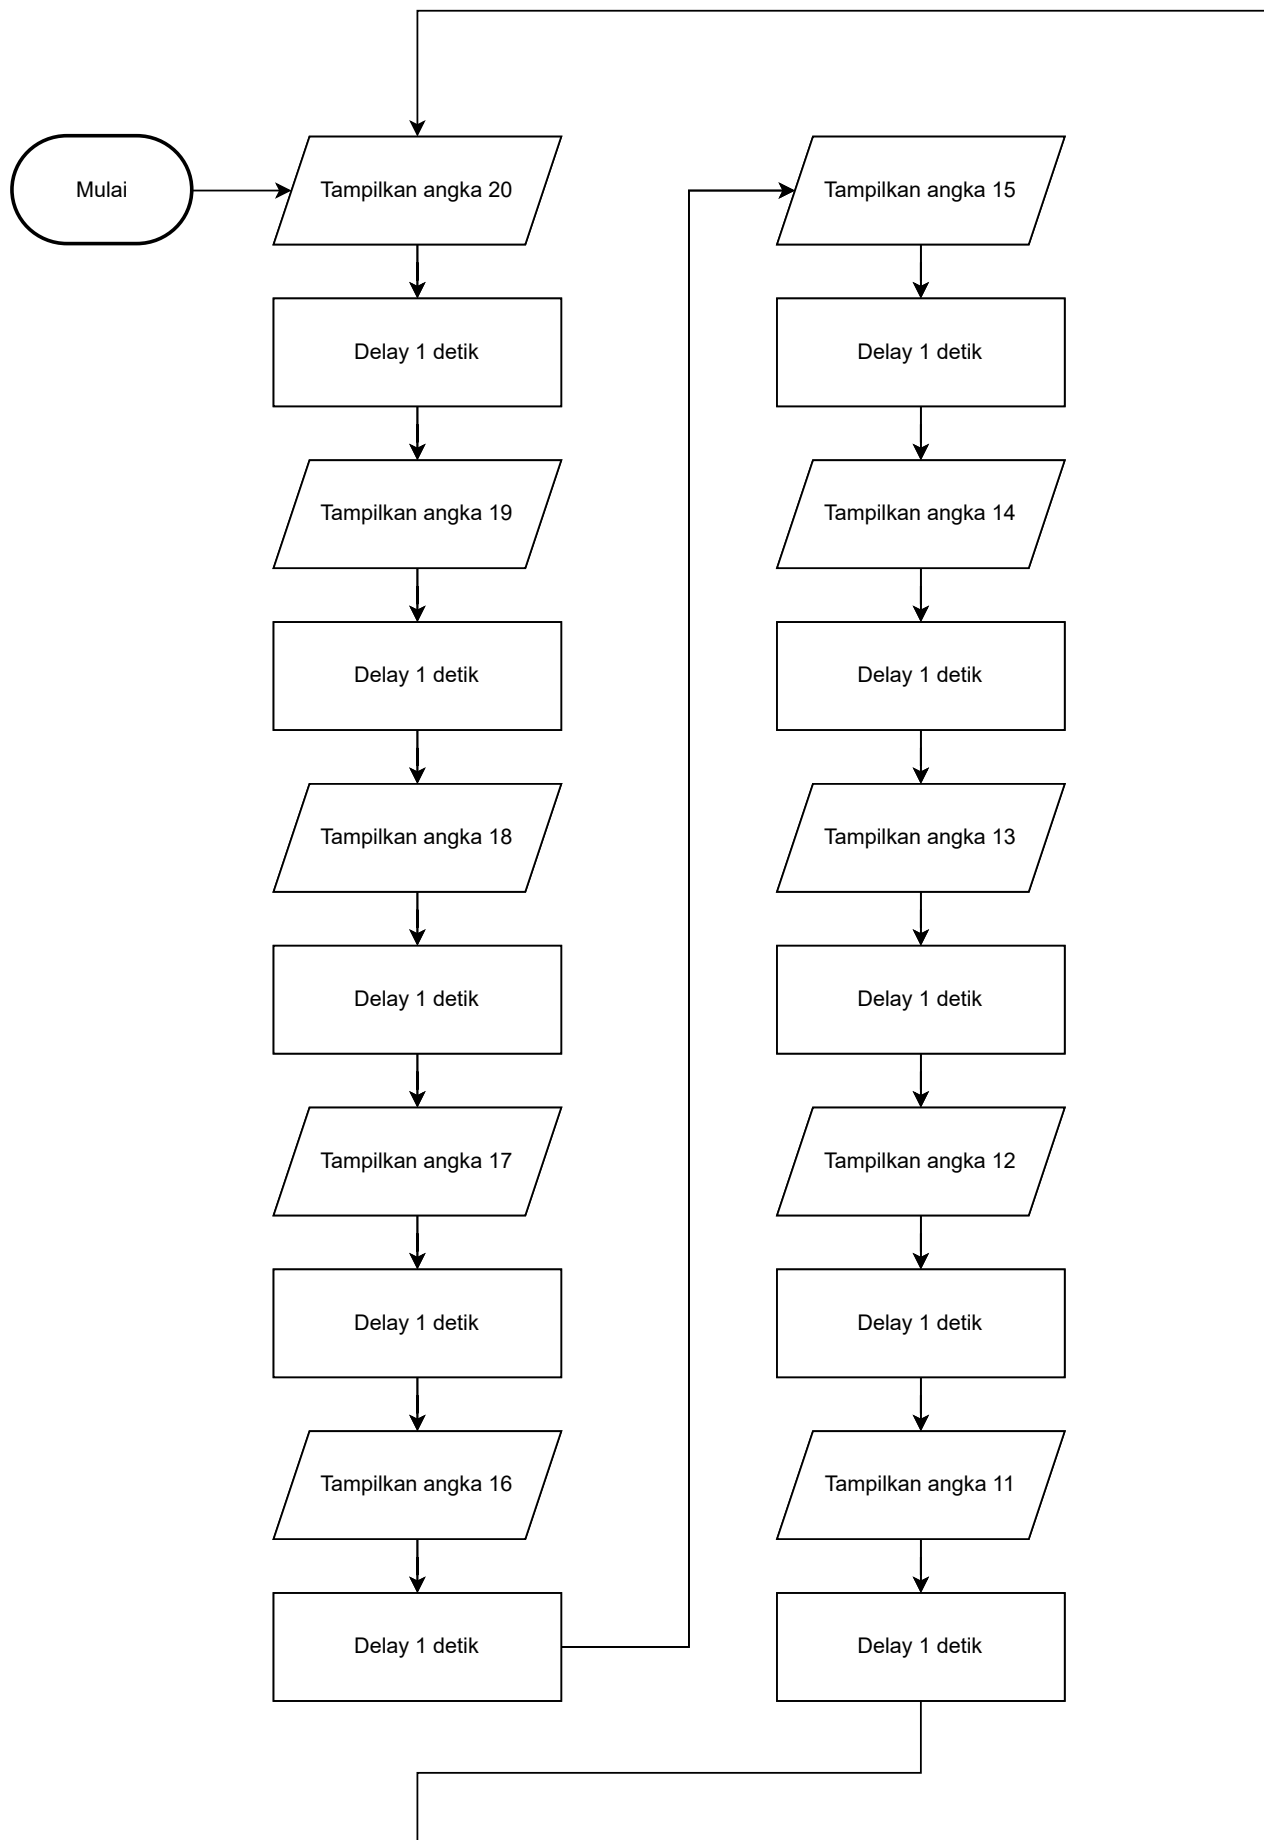 Mulai
Tampilkan angka 20
Delay 1 detik
Tampilkan angka 19
Delay 1 detik
Tampilkan angka 18
Delay 1 detik
Tampilkan angka 17
Delay 1 detik
Tampilkan angka 16
Delay 1 detik
Tampilkan angka 15
Delay 1 detik
Tampilkan angka 14
Delay 1 detik
Tampilkan angka 13
Delay 1 detik
Tampilkan angka 12
Delay 1 detik
Tampilkan angka 11
Delay 1 detik